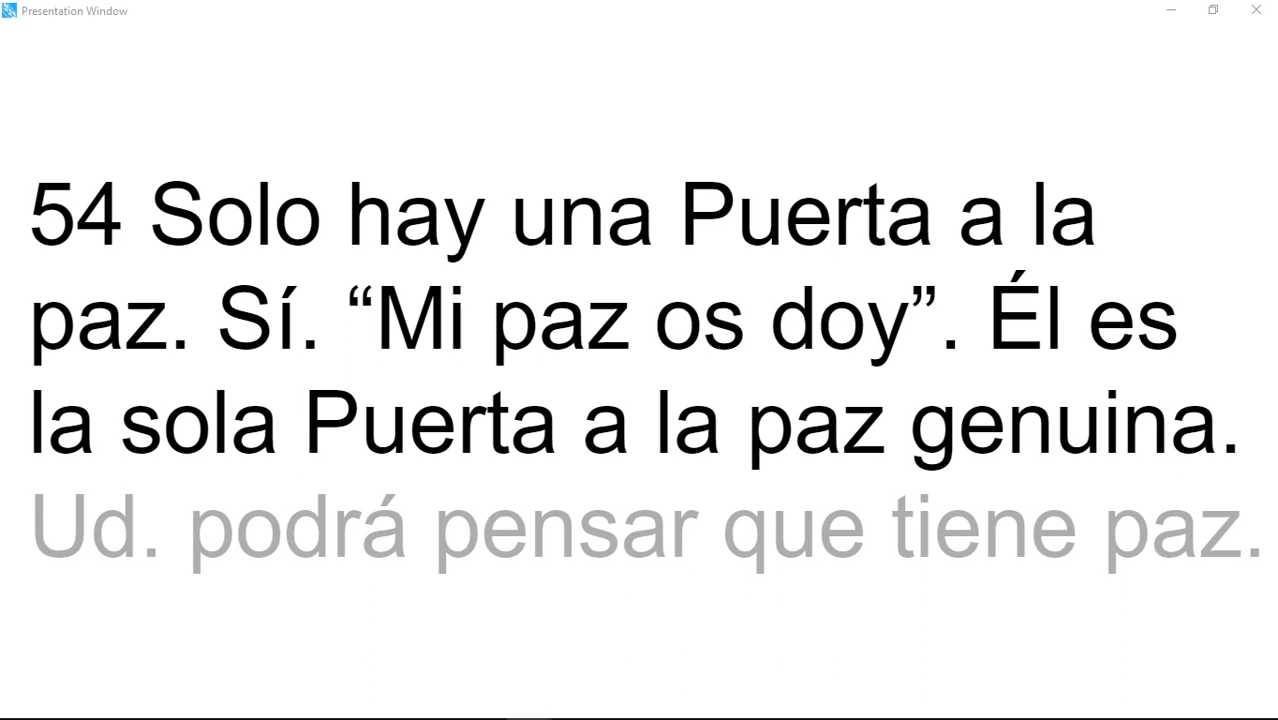 Presentation Window
54 Solo hay una Puerta a la
paz. Sí. “Mi paz os doy”. Él es
la sola Puerta a la paz genuina.
Ud. podrá pensar que tiene paz.